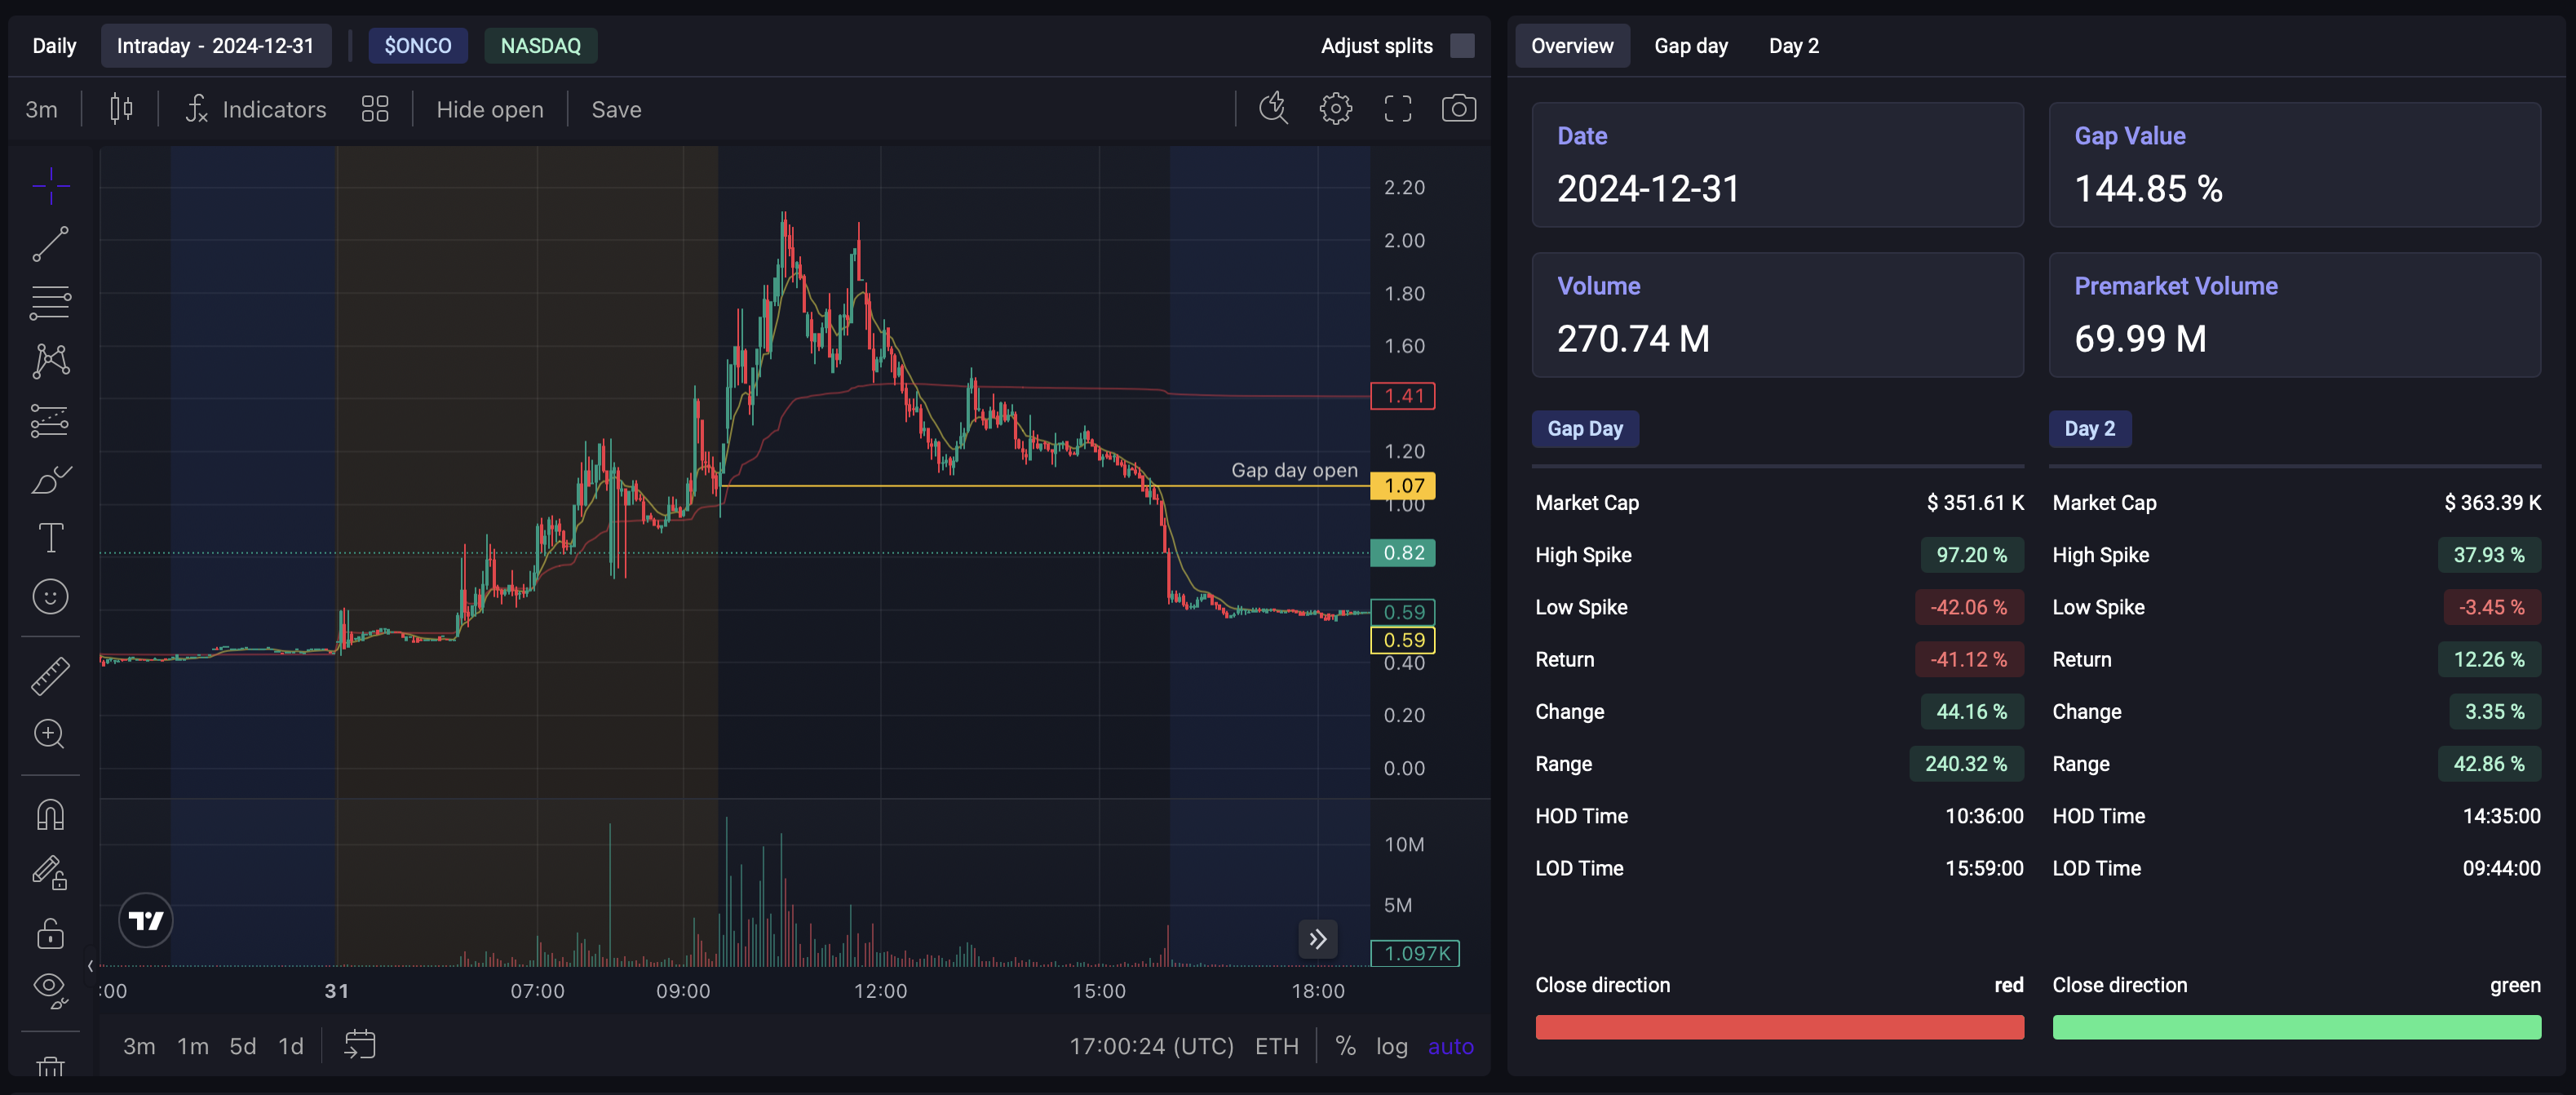 Daily Intraday - 2024-12-31 $ONCO NASDAQ Adjust splits
3m Indicators Hide open Save
2.20
2.00
1.80
1.60
1.41
1.20
Gap day open
1.07
1.00
0.82
0.59
0.59
0.40
0.20
0.00
10M
5M
1.097K
:00 31 07:00 09:00 12:00 15:00 18:00
3m 1m 5d 1d 17:00:24 (UTC) ETH % log auto
Overview Gap day Day 2
Date
2024-12-31
Gap Value
144.85 %
Volume
270.74 M
Premarket Volume
69.99 M
Gap Day
Market Cap $ 351.61 K
High Spike 97.20 %
Low Spike -42.06 %
Return -41.12 %
Change 44.16 %
Range 240.32 %
HOD Time 10:36:00
LOD Time 15:59:00
Close direction red
Day 2
Market Cap $ 363.39 K
High Spike 37.93 %
Low Spike -3.45 %
Return 12.26 %
Change 3.35 %
Range 42.86 %
HOD Time 14:35:00
LOD Time 09:44:00
Close direction green